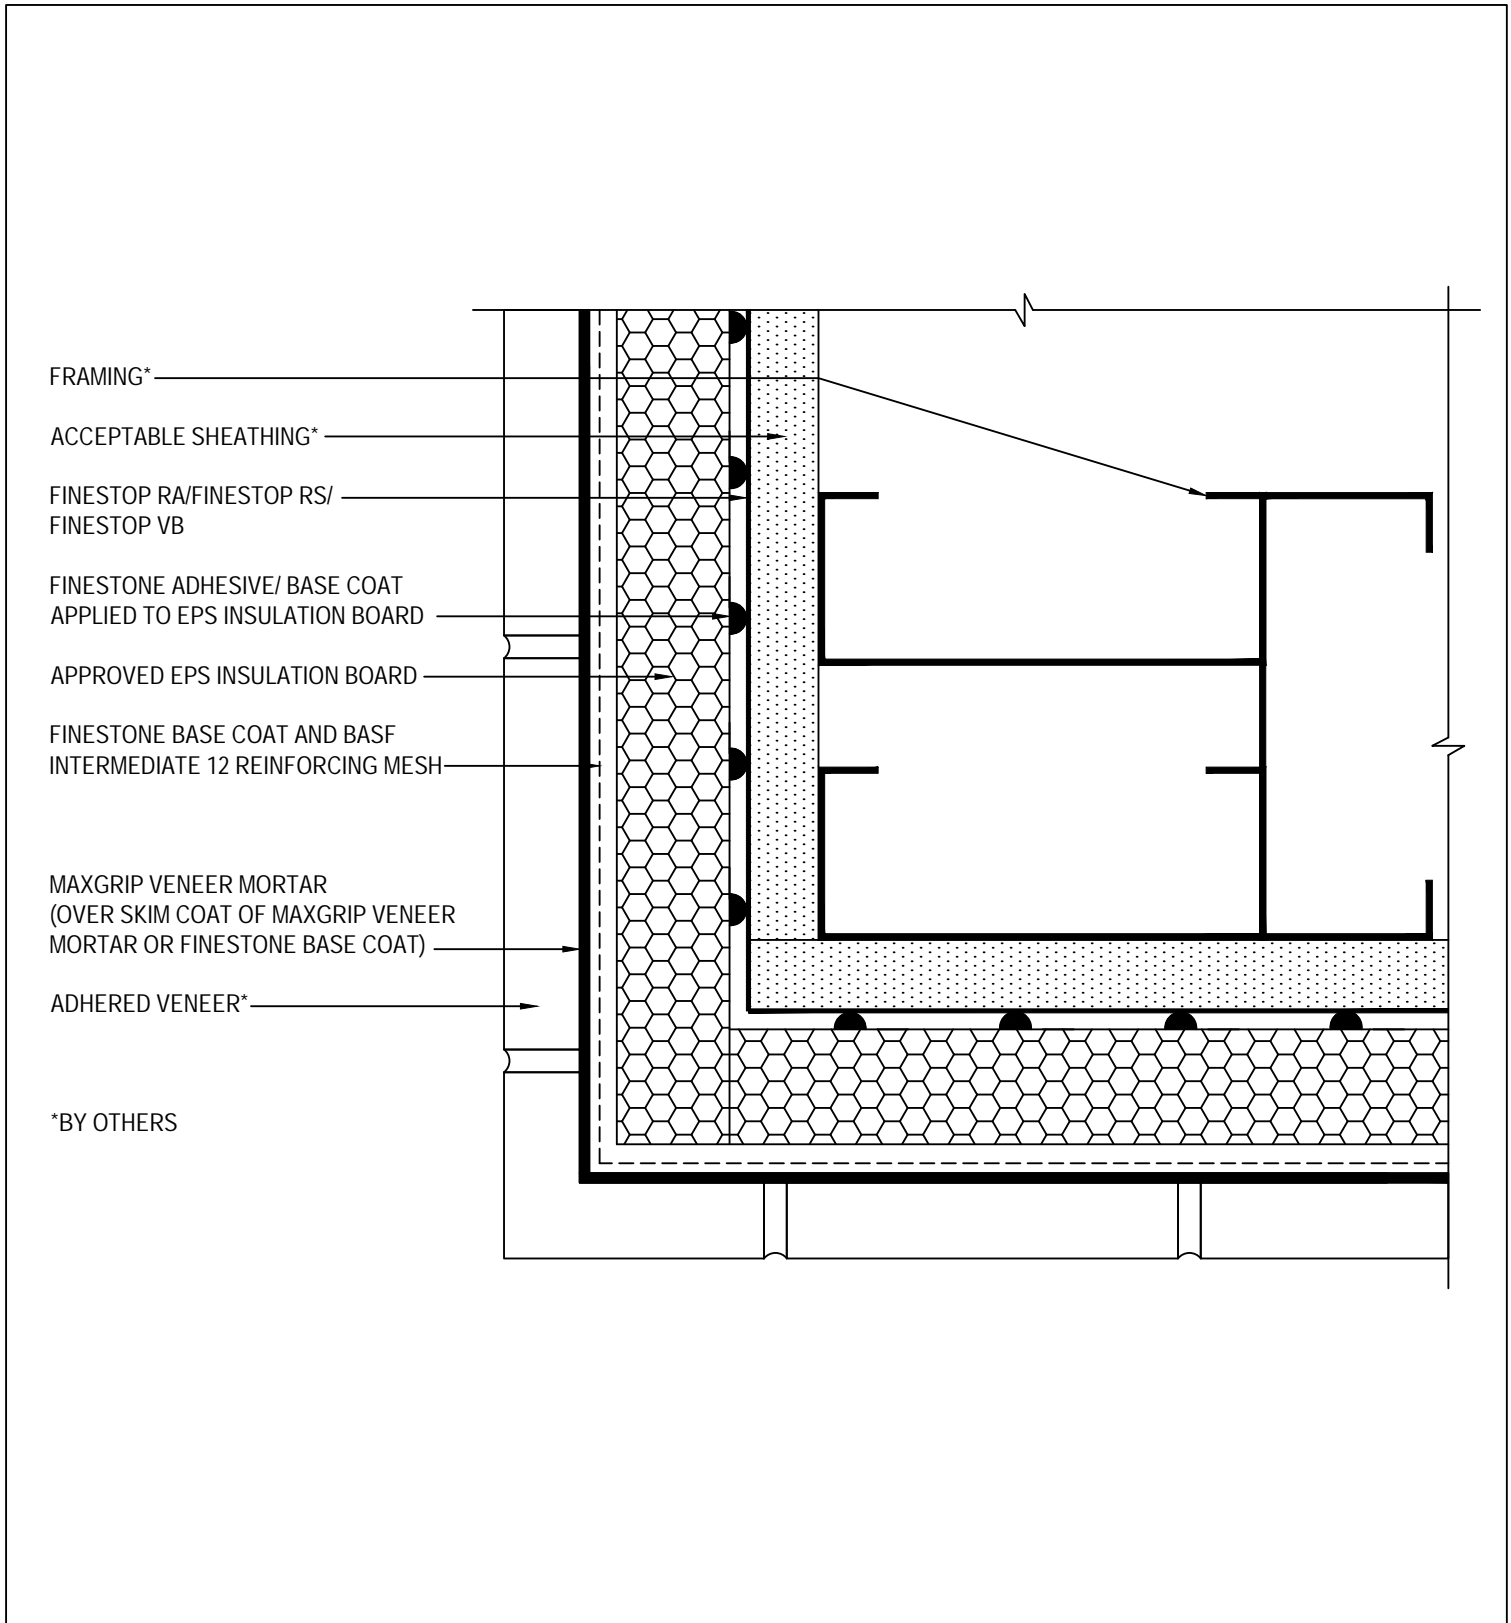 FRAMING*
ACCEPTABLE SHEATHING*
FINESTOP RA/FINESTOP RS/
FINESTOP VB
FINESTONE ADHESIVE/ BASE COAT
APPLIED TO EPS INSULATION BOARD
APPROVED EPS INSULATION BOARD
FINESTONE BASE COAT AND BASF
INTERMEDIATE 12 REINFORCING MESH
MAXGRIP VENEER MORTAR
(OVER SKIM COAT OF MAXGRIP VENEER
MORTAR OR FINESTONE BASE COAT)
ADHERED VENEER*
*BY OTHERS